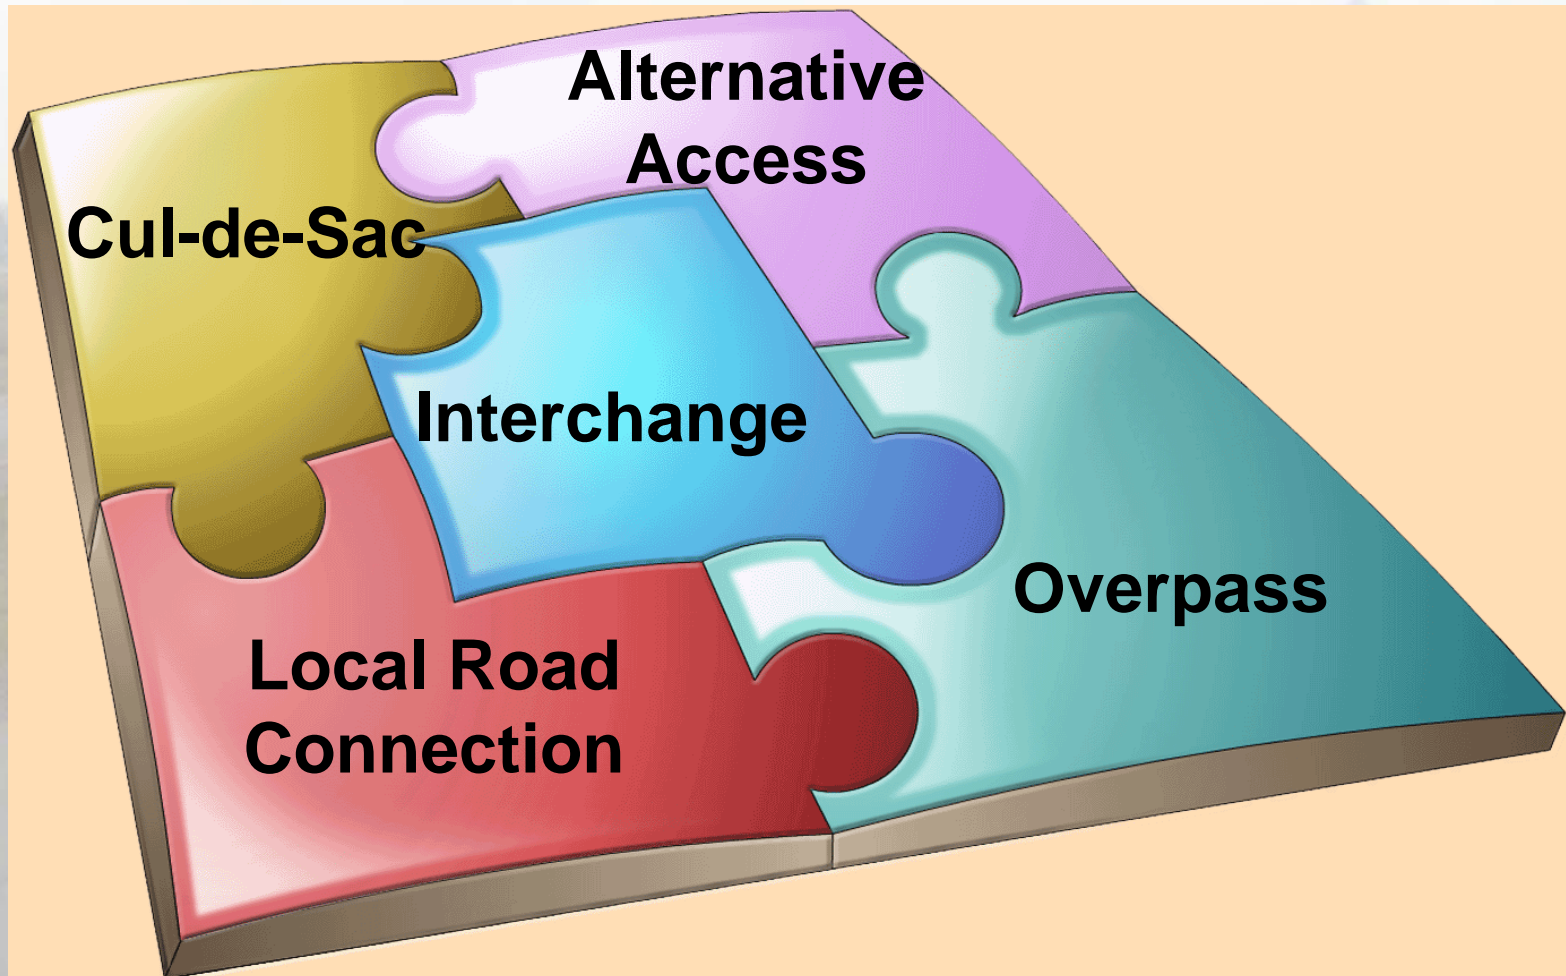 Alternative
Access
Cul-de-Sac
Interchange
Overpass
Local Road
Connection